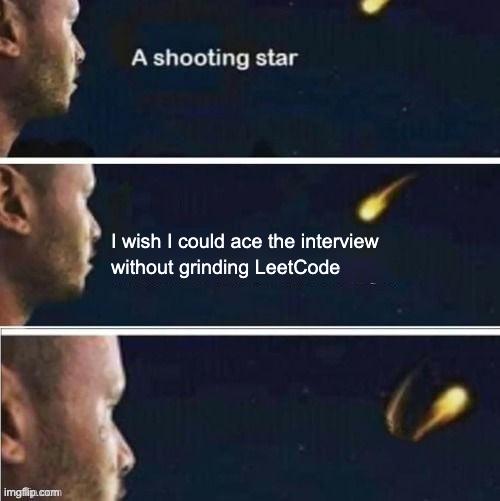 A shooting star
I wish I could ace the interview
without grinding LeetCode
imgflip.com